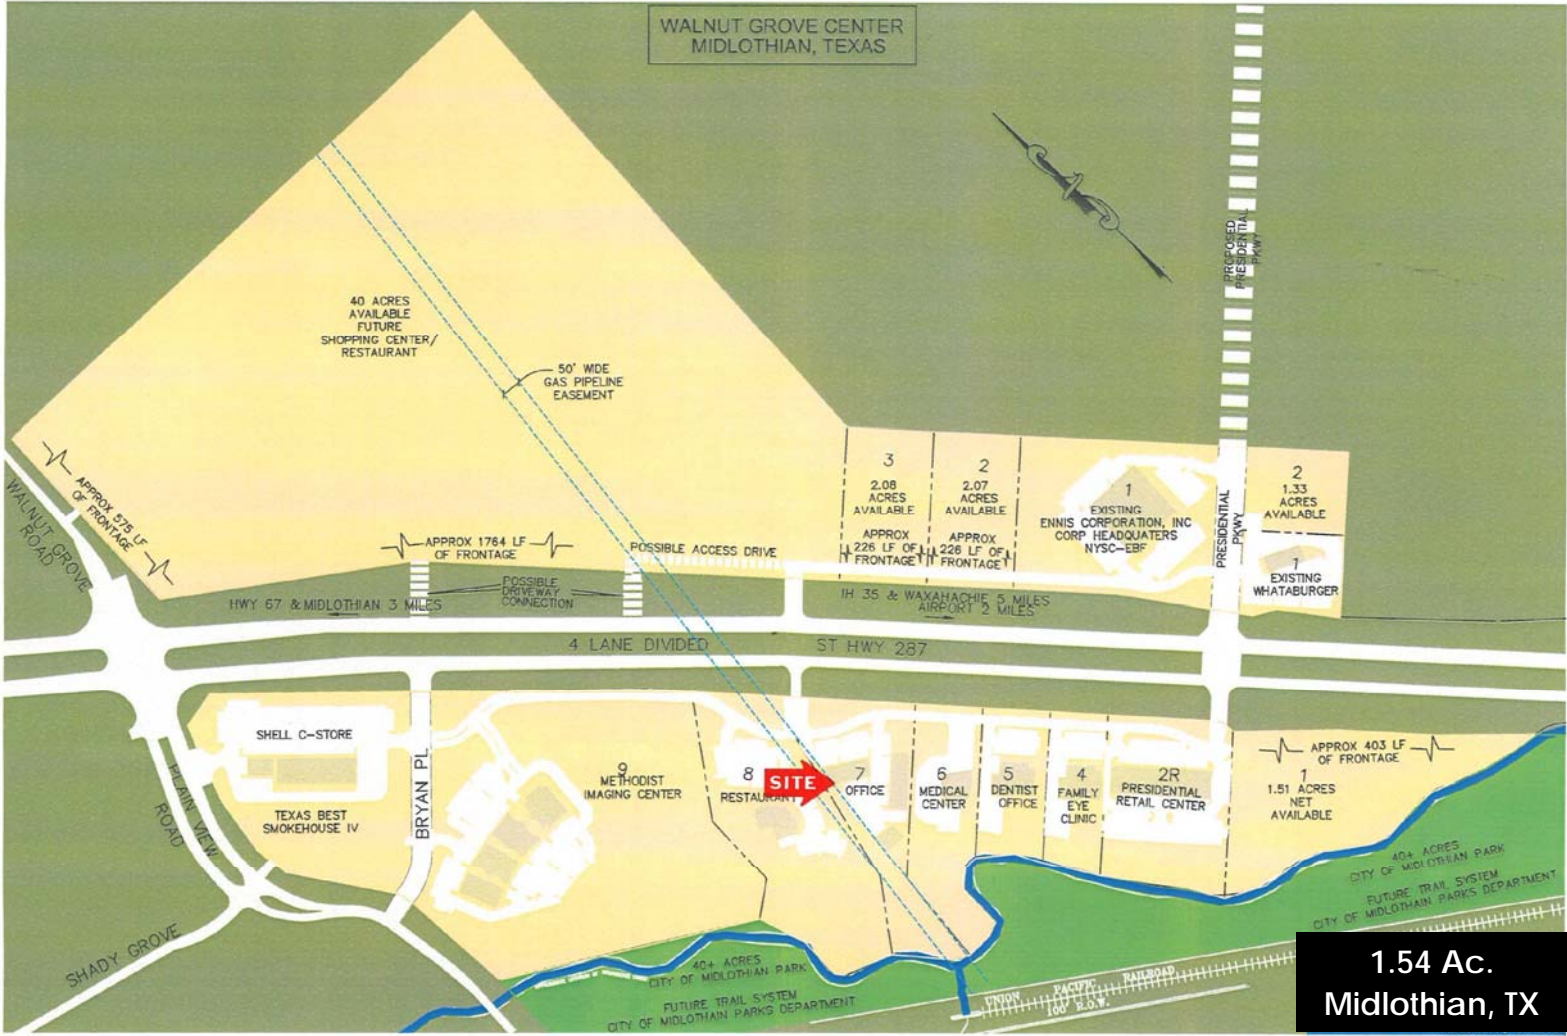 WALNUT GROVE CENTER
MIDLOTHIAN, TEXAS
PROPOSED
PRESIDENTIAL
PKWY
40 ACRES
AVAILABLE
FUTURE
SHOPPING CENTER/
RESTAURANT
50' WIDE
GAS PIPELINE
EASEMENT
WALNUT GROVE
ROAD
APPROX 575 LF
OF FRONTAGE
APPROX 1764 LF
OF FRONTAGE
POSSIBLE ACCESS DRIVE
POSSIBLE
DRIVEWAY
CONNECTION
3
2.08
ACRES
AVAILABLE
APPROX
226 LF OF
FRONTAGE
2
2.07
ACRES
AVAILABLE
APPROX
226 LF OF
FRONTAGE
1
EXISTING
ENNIS CORPORATION, INC
CORP HEADQUATERS
NYSC-EBF
PRESIDENTIAL
PKWY
2
1.33
ACRES
AVAILABLE
1
EXISTING
WHATABURGER
HWY 67 & MIDLOTHIAN 3 MILES
IH 35 & WAXAHACHIE 5 MILES
AIRPORT 2 MILES
4 LANE DIVIDED
ST HWY 287
SHELL C-STORE
TEXAS BEST
SMOKEHOUSE IV
PLAIN VIEW
ROAD
BRYAN PL
SHADY GROVE
9
METHODIST
IMAGING CENTER
8
RESTAURANT
SITE
7
OFFICE
6
MEDICAL
CENTER
5
DENTIST
OFFICE
4
FAMILY
EYE
CLINIC
2R
PRESIDENTIAL
RETAIL CENTER
APPROX 403 LF
OF FRONTAGE
1
1.51 ACRES
NET
AVAILABLE
40+ ACRES
CITY OF MIDLOTHIAN PARK
FUTURE TRAIL SYSTEM
CITY OF MIDLOTHAIN PARKS DEPARTMENT
40+ ACRES
CITY OF MIDLOTHIAN PARK
FUTURE TRAIL SYSTEM
CITY OF MIDLOTHAIN PARKS DEPARTMENT
UNION PACIFIC RAILROAD
100' R.O.W.
1.54 Ac.
Midlothian, TX